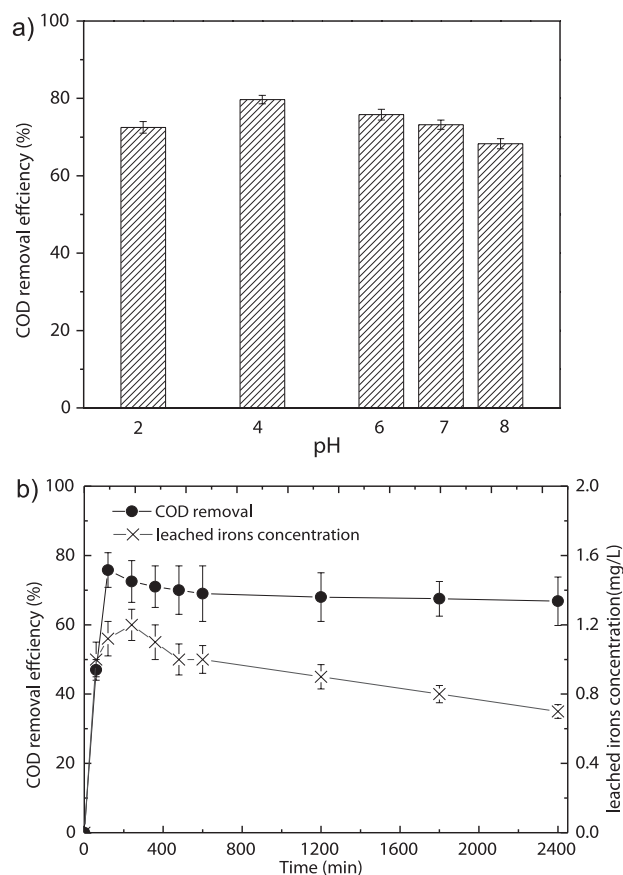 a)
100
80
60
40
20
0
COD removal effciency (%)
2 4 6 7 8
pH
b)
100
80
60
40
20
0
COD removal effciency (%)
COD removal
leached irons concentration
2.0
1.6
1.2
0.8
0.4
0.0
leached irons concentration(mg/L)
0 400 800 1200 1600 2000 2400
Time (min)